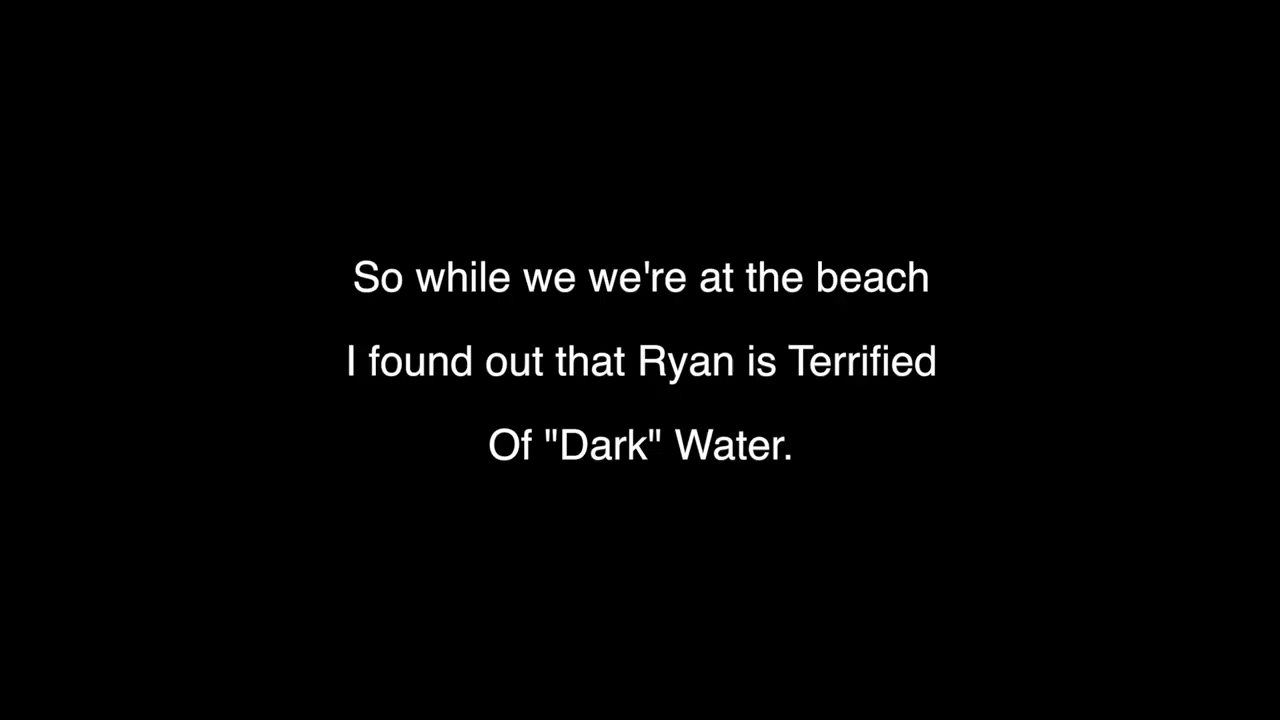 So while we we're at the beach
I found out that Ryan is Terrified
Of "Dark" Water.